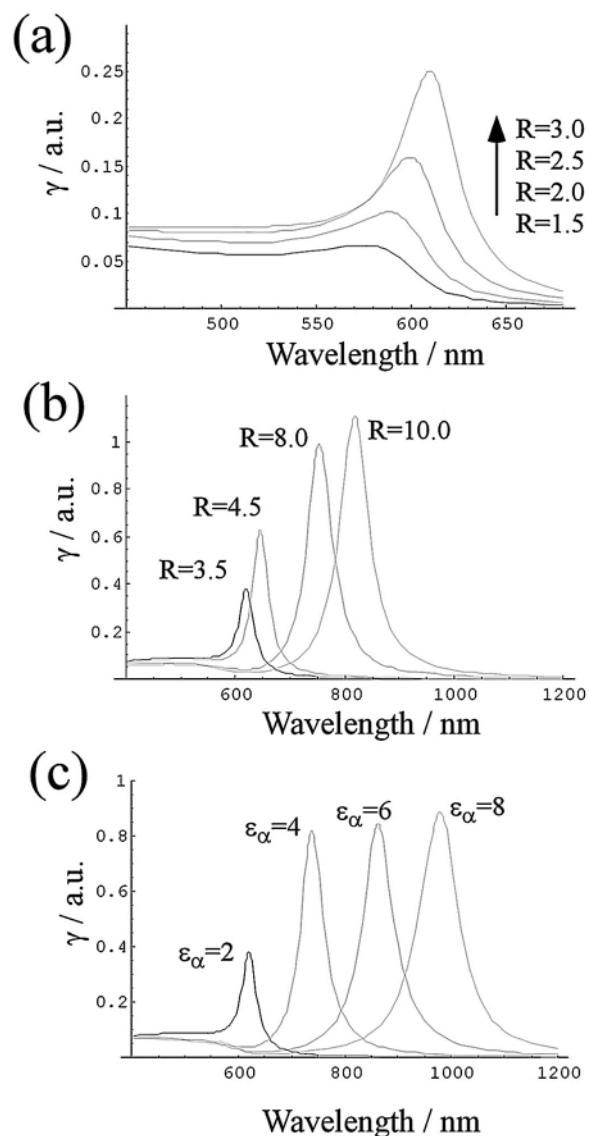 (a)
0.25
0.2
0.15
0.1
0.05
γ / a.u.
R=3.0
R=2.5
R=2.0
R=1.5
500 550 600 650
Wavelength / nm
(b)
1
0.8
0.6
0.4
0.2
γ / a.u.
R=8.0
R=10.0
R=4.5
R=3.5
600 800 1000 1200
Wavelength / nm
(c)
1
0.8
0.6
0.4
0.2
γ / a.u.
εα=4
εα=6
εα=8
εα=2
600 800 1000 1200
Wavelength / nm